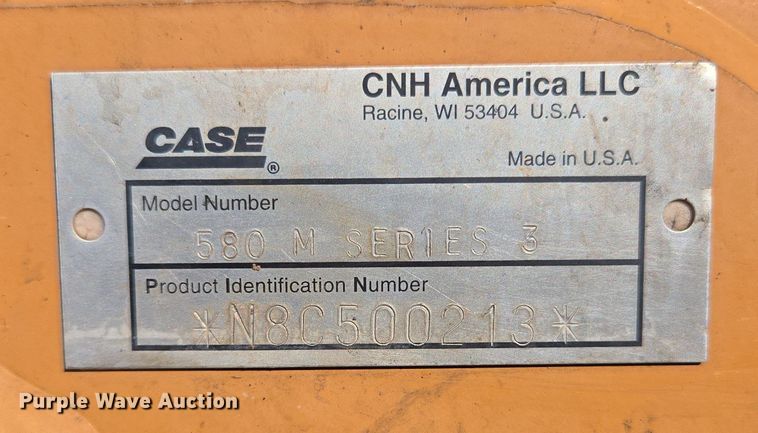 CNH America LLC
Racine, WI 53404 U.S.A.
CASE®
Made in U.S.A.
Model Number
580 M SERIES 3
Product Identification Number
*N8C500213*
Purple Wave Auction